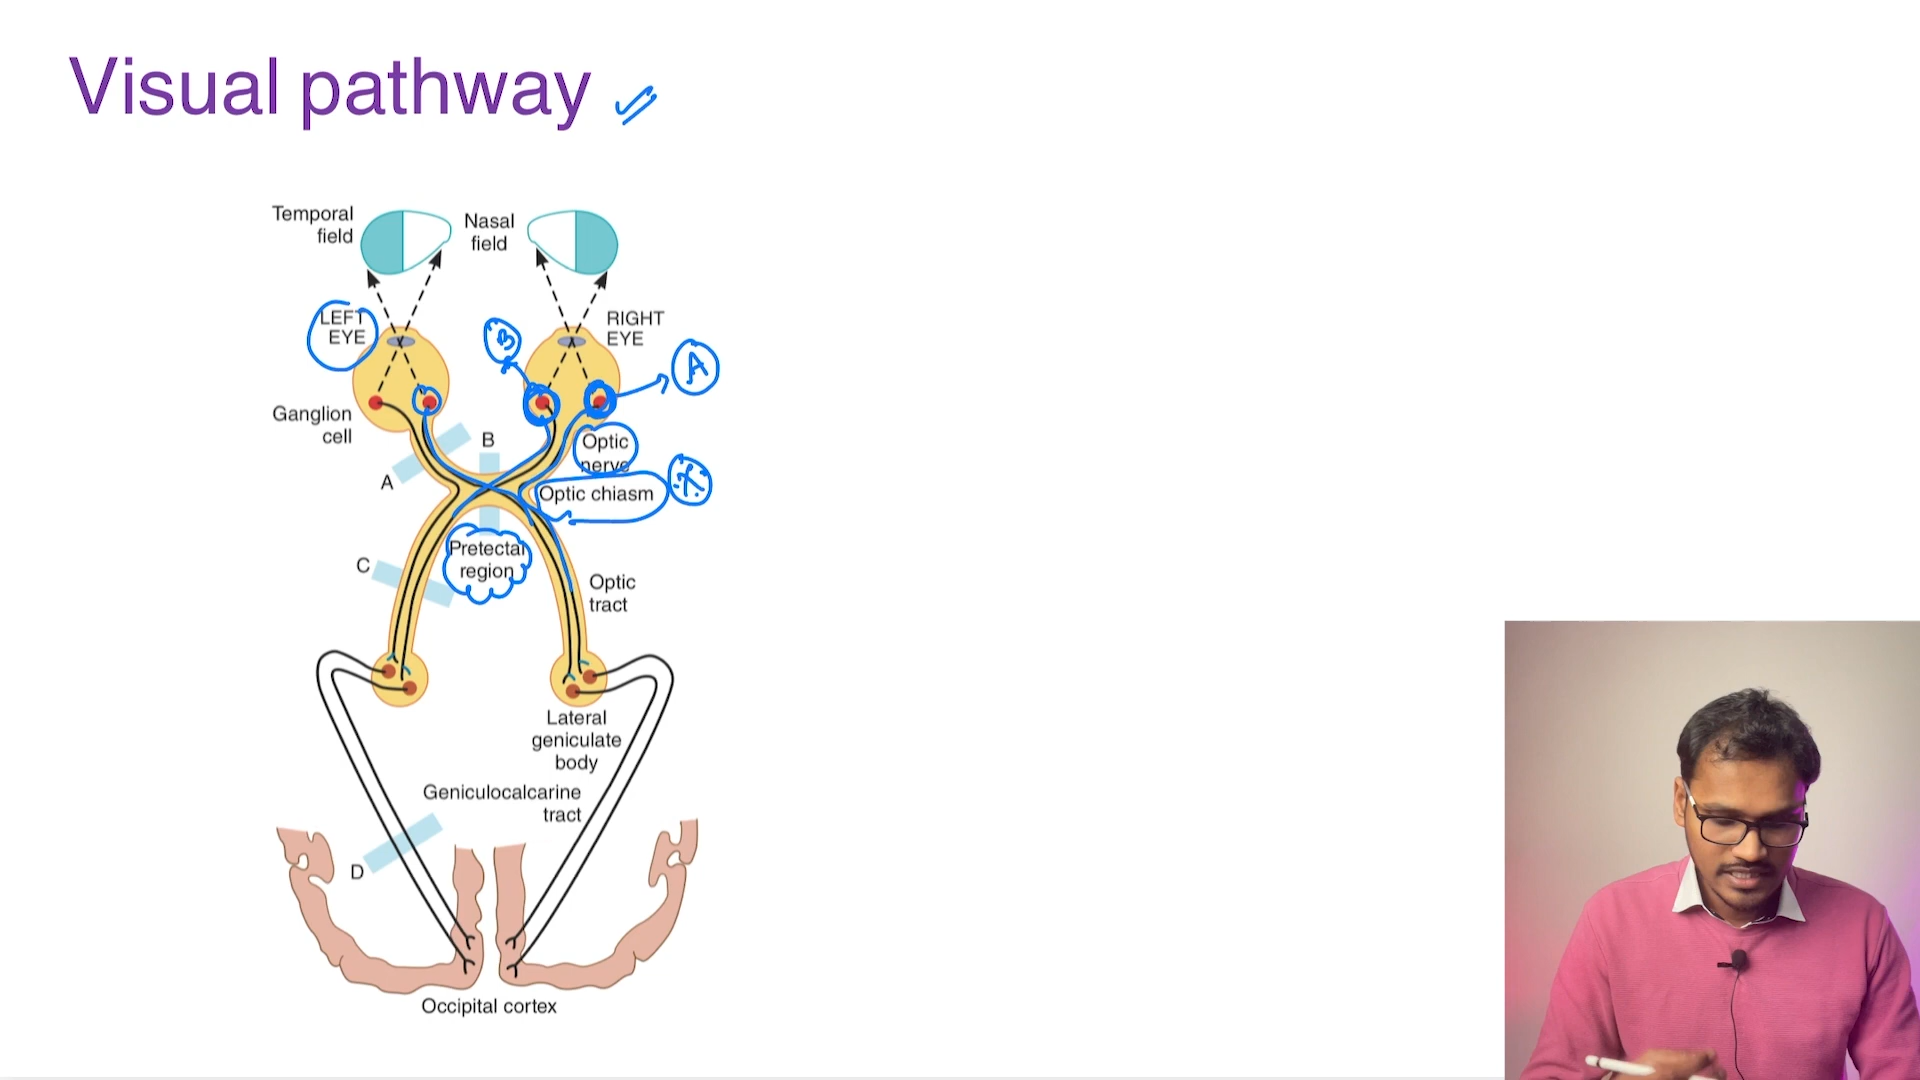 Visual pathway
Temporal
field
Nasal
field
LEFT
EYE
RIGHT
EYE
B
A
Ganglion
cell
B
Optic
nerve
A
Optic chiasm
X
Pretectal
region
C
Optic
tract
Lateral
geniculate
body
Geniculocalcarine
tract
D
Occipital cortex